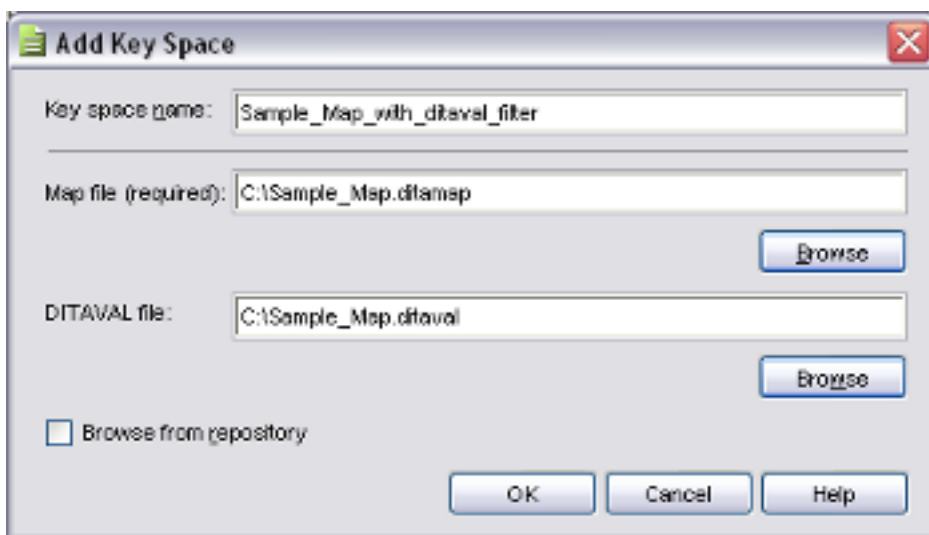 Add Key Space
Key space name: Sample_Map_with_ditaval_filter
Map file (required): C:\Sample_Map.ditamap
Browse
DITAVAL file: C:\Sample_Map.ditaval
Browse
Browse from repository
OK Cancel Help